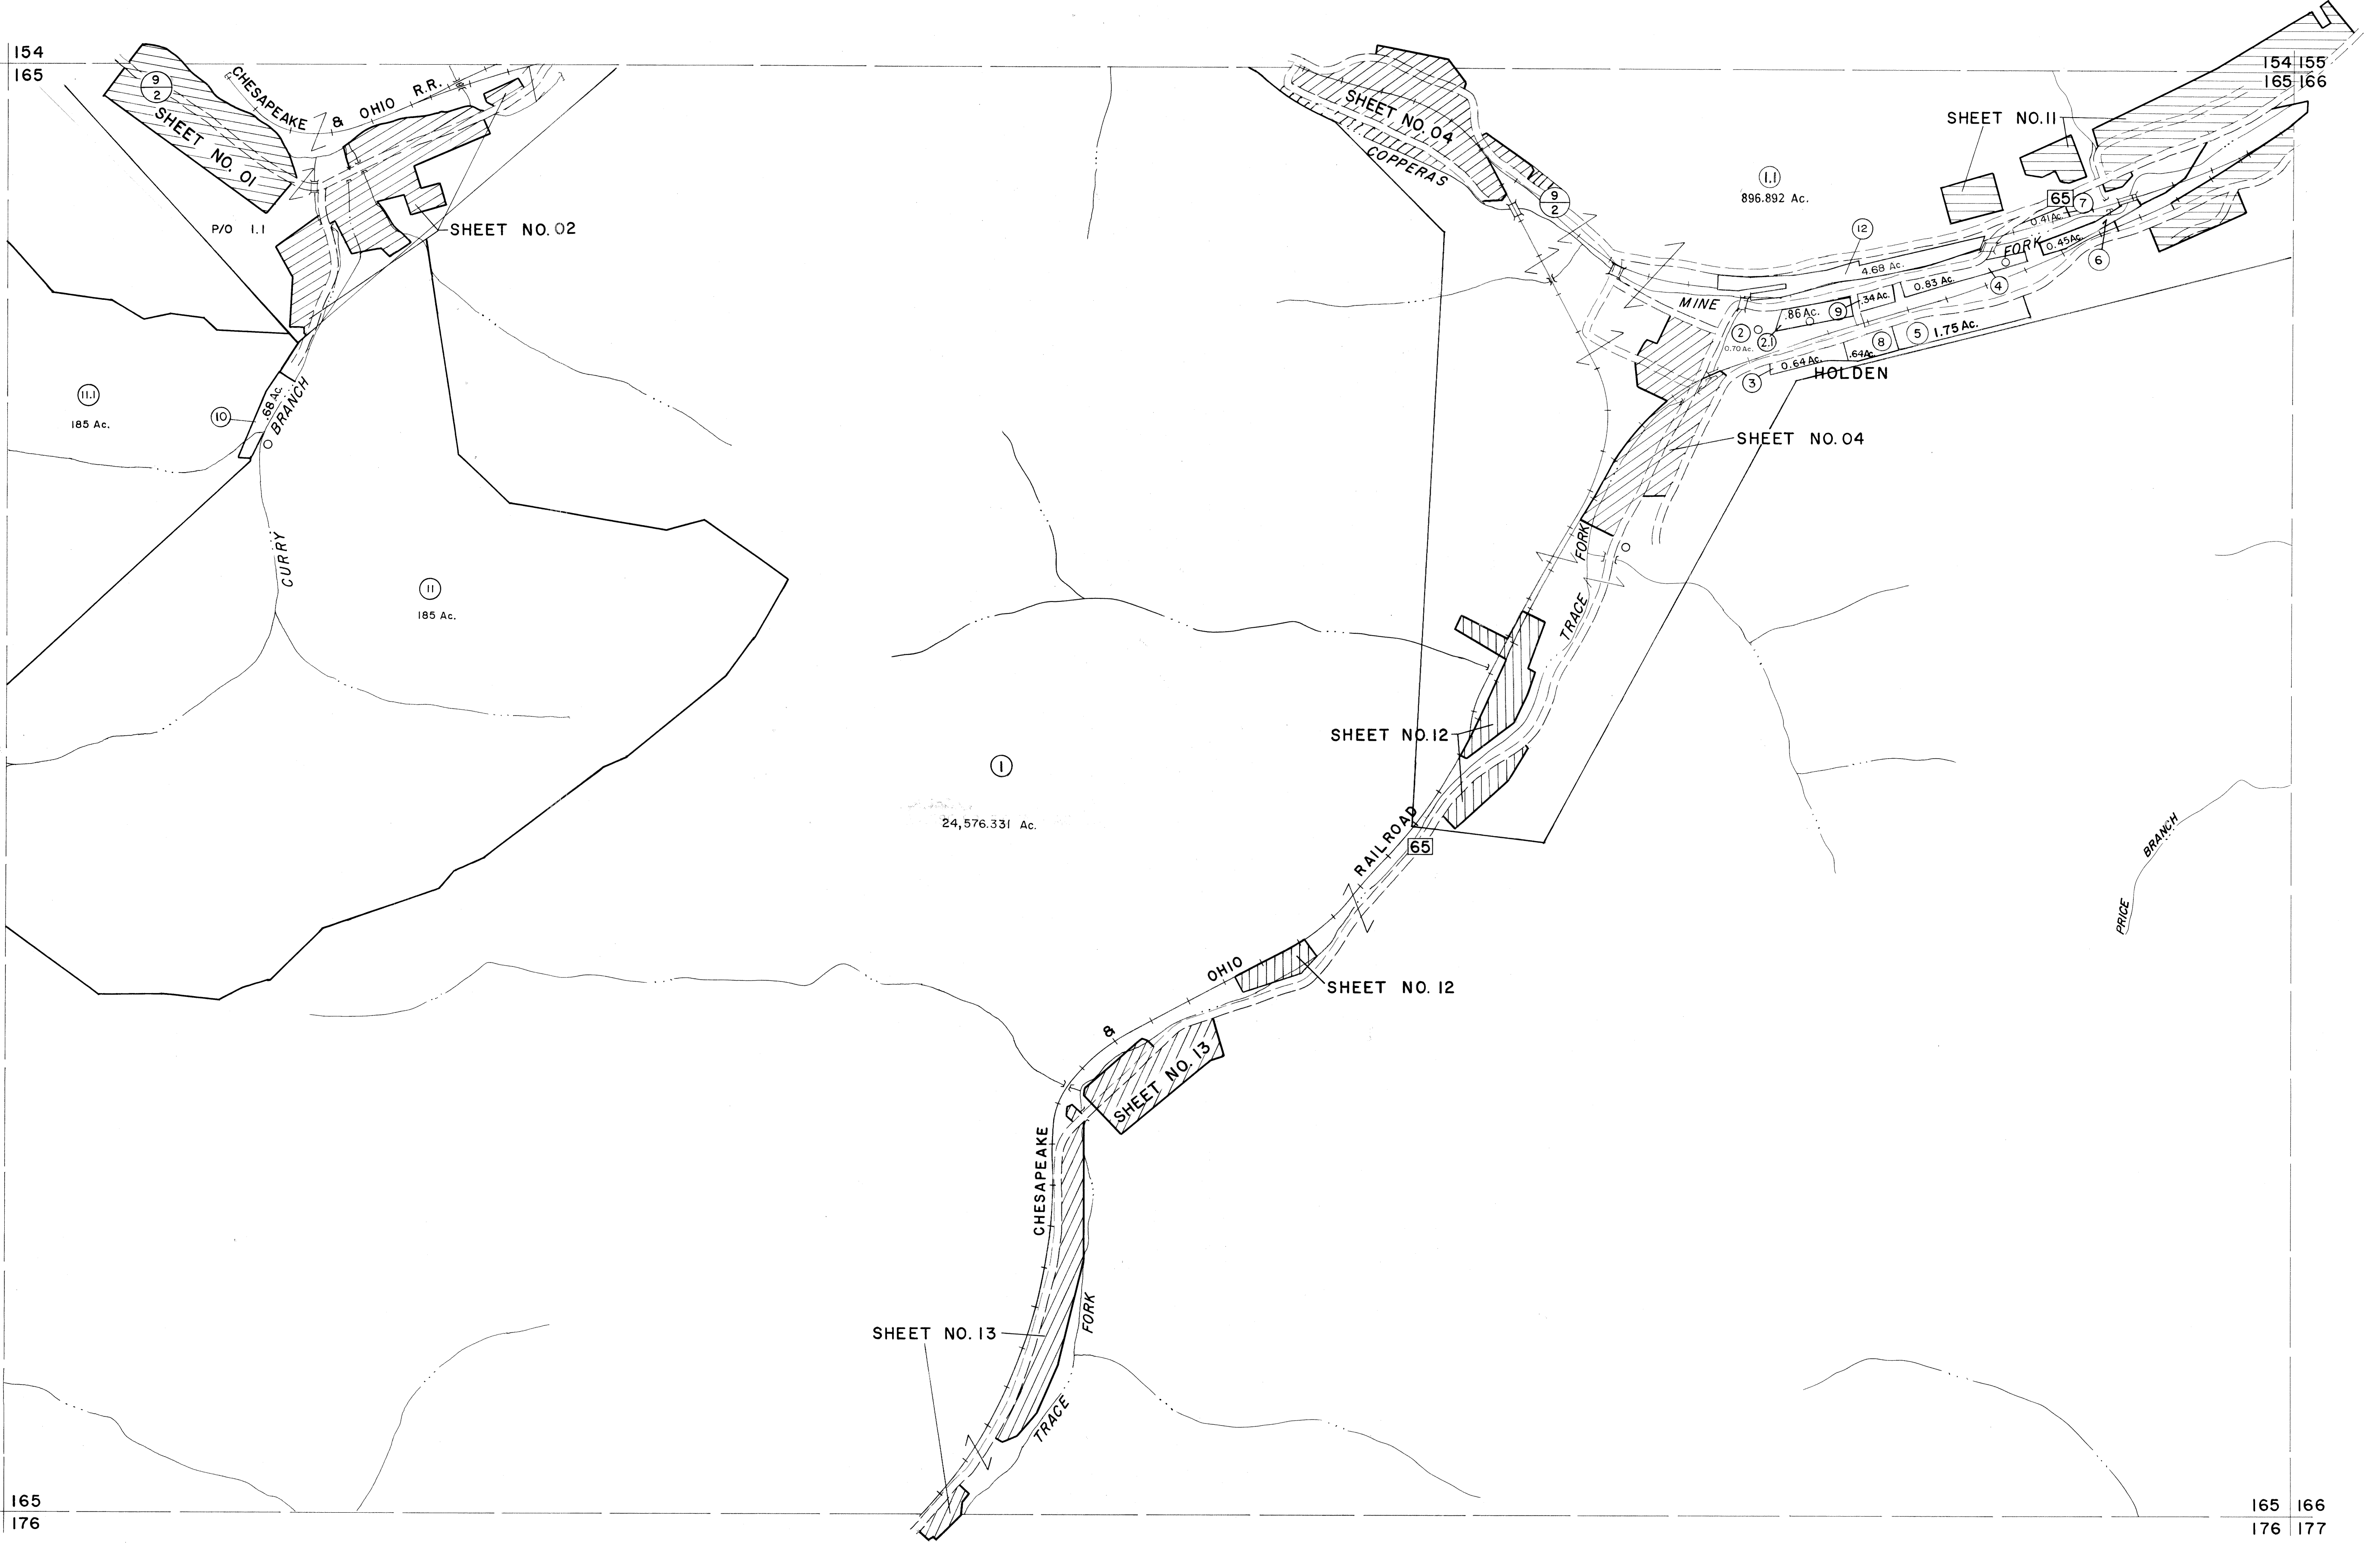 154
165
9
2
SHEET NO. 01
CHESAPEAKE & OHIO R.R.
P/O 1.1
SHEET NO. 02
SHEET NO. 04
COPPERAS
9
2
1.1
896.892 Ac.
SHEET NO. 11
154 155
165 166
65
7
0.41 Ac.
FORK
0.45 Ac.
6
12
4.68 Ac.
MINE
4
0.83 Ac.
.34 Ac.
9
.86 Ac.
2
2.1
0.70 Ac.
8
5
1.75 Ac.
.64 Ac.
0.64 Ac.
3
HOLDEN
SHEET NO. 04
11.1
185 Ac.
10
.68 Ac.
BRANCH
CURRY
11
185 Ac.
FORK
TRACE
SHEET NO. 12
1
24,576.331 Ac.
RAILROAD
65
BRANCH
PRICE
OHIO
SHEET NO. 12
&
SHEET NO. 13
CHESAPEAKE
FORK
SHEET NO. 13
TRACE
165
176
165 166
176 177